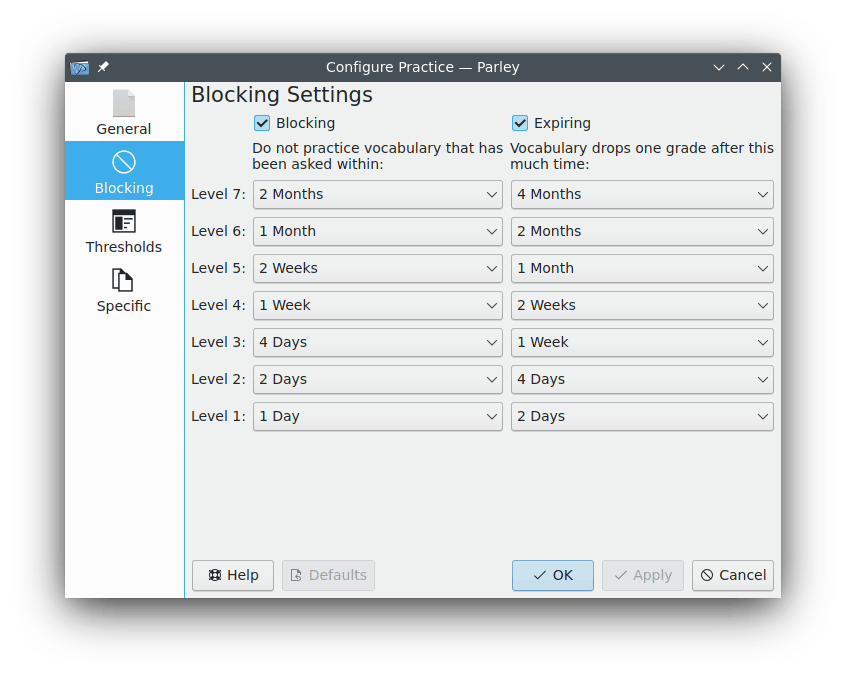 Configure Practice — Parley
General
Blocking
Thresholds
Specific
Blocking Settings
Blocking
Expiring
Do not practice vocabulary that has
been asked within:
Vocabulary drops one grade after this
much time:
Level 7: 2 Months 4 Months
Level 6: 1 Month 2 Months
Level 5: 2 Weeks 1 Month
Level 4: 1 Week 2 Weeks
Level 3: 4 Days 1 Week
Level 2: 2 Days 4 Days
Level 1: 1 Day 2 Days
Help Defaults OK Apply Cancel